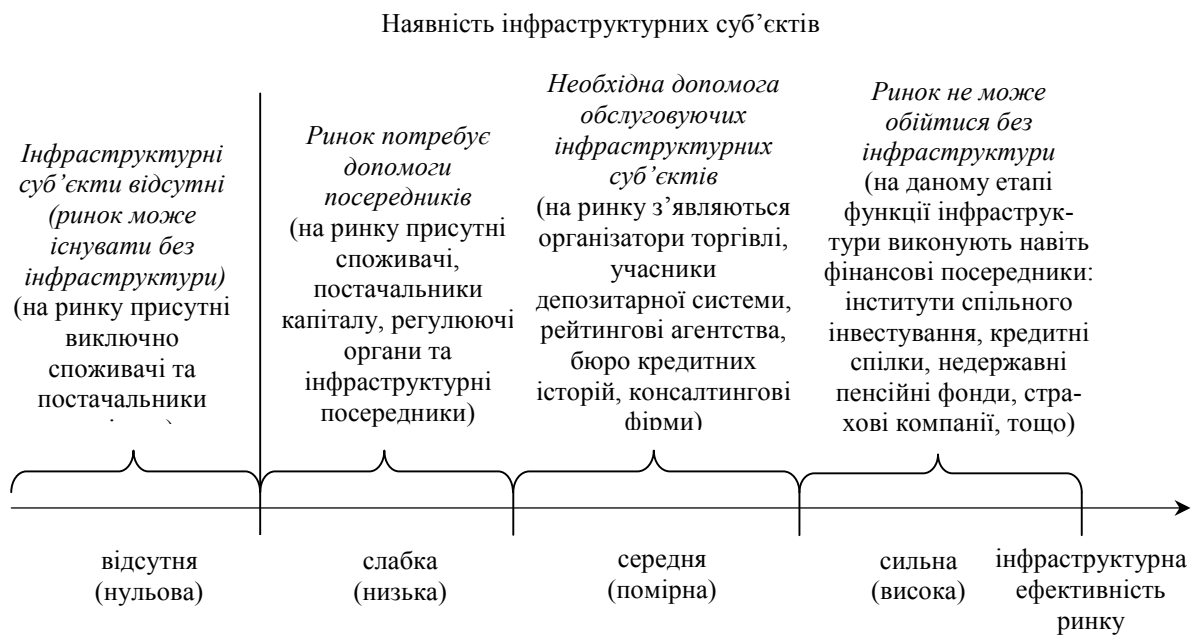 Наявність інфраструктурних суб’єктів
Інфраструктурні
суб’єкти відсутні
(ринок може
існувати без
інфраструктури)
(на ринку присутні
виключно
споживачі та
постачальники
Ринок потребує
допомоги
посередників
(на ринку присутні
споживачі,
постачальники
капіталу, регулюючі
органи та
інфраструктурні
посередники)
Необхідна допомога
обслуговуючих
інфраструктурних
суб’єктів
(на ринку з’являються
організатори торгівлі,
учасники
депозитарної системи,
рейтингові агентства,
бюро кредитних
історій, консалтингові
фірми)
Ринок не може
обійтися без
інфраструктури
(на даному етапі
функції інфраструк-
тури виконують навіть
фінансові посередники:
інститути спільного
інвестування, кредитні
спілки, недержавні
пенсійні фонди, стра-
хові компанії, тощо)
відсутня
(нульова)
слабка
(низька)
середня
(помірна)
сильна
(висока)
інфраструктурна
ефективність
ринку